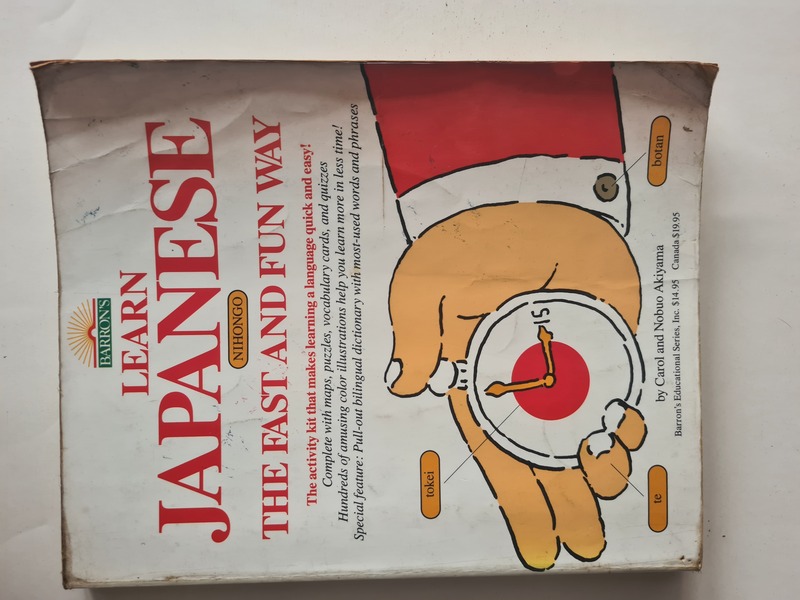 BARRON'S
LEARN
JAPANESE
NIHONGO
THE FAST AND FUN WAY
The activity kit that makes learning a language quick and easy!
Complete with maps, puzzles, vocabulary cards, and quizzes
Hundreds of amusing color illustrations help you learn more in less time!
Special feature: Pull-out bilingual dictionary with most-used words and phrases
tokei
15
te
botan
by Carol and Nobuo Akiyama
Barron's Educational Series, Inc. $14.95 Canada $19.95